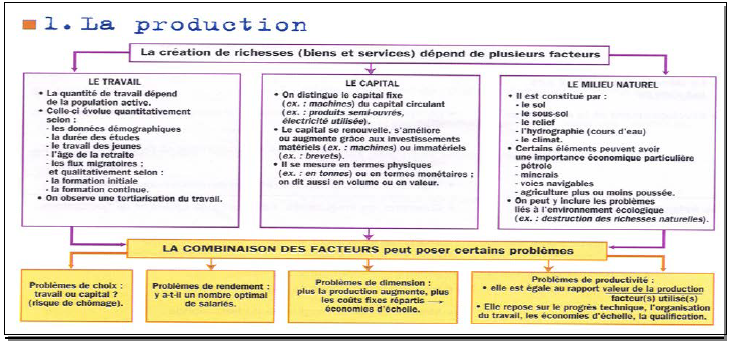 1. La production
La création de richesses (biens et services) dépend de plusieurs facteurs
LE TRAVAIL
• La quantité de travail dépend
de la population active.
• Celle-ci évolue quantitativement
selon :
- les données démographiques
- la durée des études
- le travail des jeunes
- l'âge de la retraite
- les flux migratoires ;
et qualitativement selon :
- la formation initiale
- la formation continue.
• On observe une tertiarisation du travail.
LE CAPITAL
• On distingue le capital fixe
(ex. : machines) du capital circulant
(ex. : produits semi-ouvrés,
électricité utilisée).
• Le capital se renouvelle, s'améliore
ou augmente grâce aux investissements
matériels (ex. : machines) ou immatériels
(ex. : brevets).
• Il se mesure en termes physiques
(ex. : en tonnes) ou en termes monétaires ;
on dit aussi en volume ou en valeur.
LE MILIEU NATUREL
• Il est constitué par :
- le sol
- le sous-sol
- le relief
- l'hydrographie (cours d'eau)
- le climat.
• Certains éléments peuvent avoir
une importance économique particulière
- pétrole
- minerais
- voies navigables
- agriculture plus ou moins poussée.
• On peut y inclure les problèmes
liés à l'environnement écologique
(ex. : destruction des richesses naturelles).
LA COMBINAISON DES FACTEURS peut poser certains problèmes
Problèmes de choix :
travail ou capital ?
(risque de chômage).
Problèmes de rendement :
y a-t-il un nombre optimal
de salariés.
Problèmes de dimension :
plus la production augmente, plus
les coûts fixes répartis →
économies d'échelle.
Problèmes de productivité :
• elle est égale au rapport valeur de la production
facteur(s) utilisé(s)
• Elle repose sur le progrès technique, l'organisation
du travail, les économies d'échelle, la qualification.